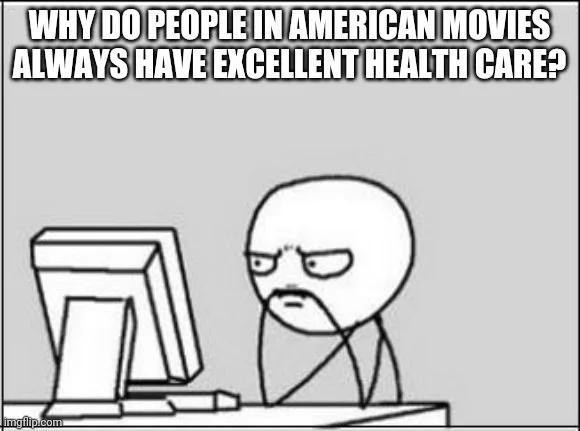 WHY DO PEOPLE IN AMERICAN MOVIES
ALWAYS HAVE EXCELLENT HEALTH CARE?
imgflip.com